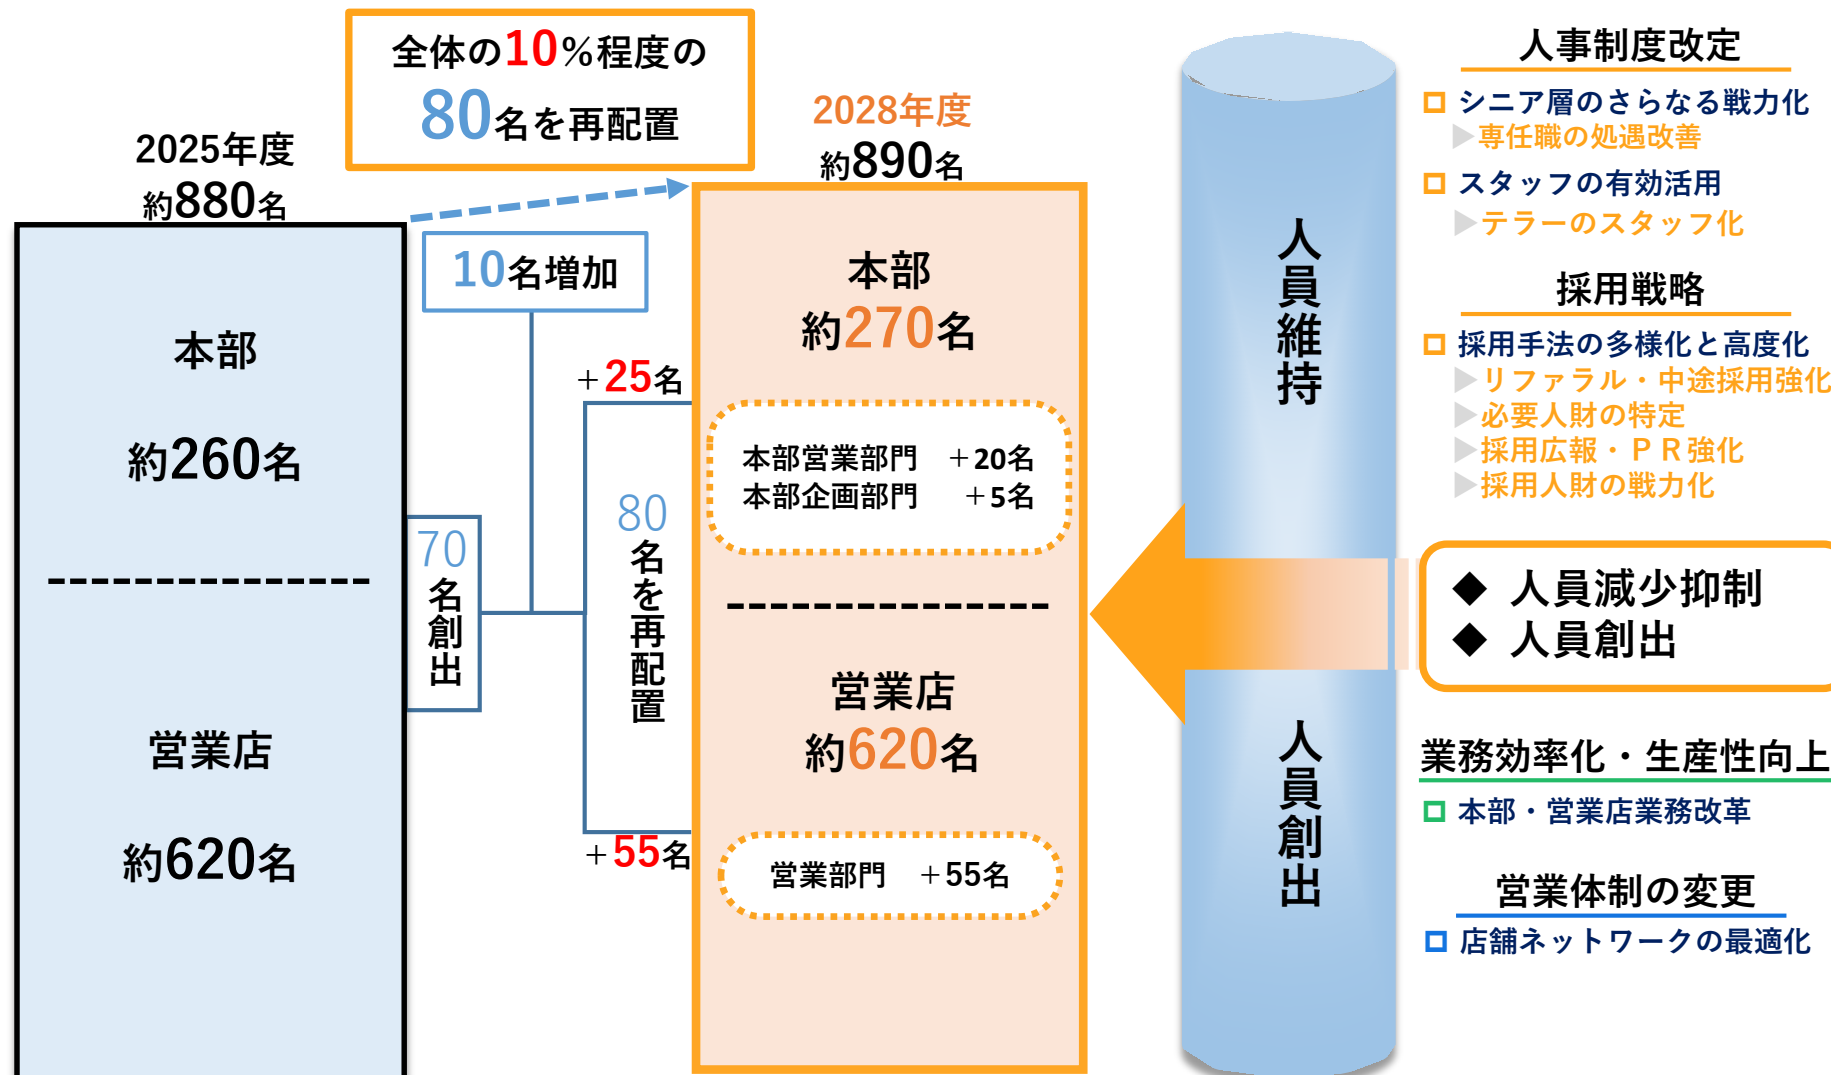 全体の10%程度の
80名を再配置
2025年度
約880名
本部
約260名
営業店
約620名
10名増加
70名創出
80名を再配置
+25名
+55名
2028年度
約890名
本部
約270名
本部営業部門 +20名
本部企画部門 +5名
営業店
約620名
営業部門 +55名
人員維持
人員創出
人事制度改定
シニア層のさらなる戦力化
▶専任職の処遇改善
スタッフの有効活用
▶テラーのスタッフ化
採用戦略
採用手法の多様化と高度化
▶リファラル・中途採用強化
▶必要人財の特定
▶採用広報・PR強化
▶採用人財の戦力化
◆ 人員減少抑制
◆ 人員創出
業務効率化・生産性向上
本部・営業店業務改革
営業体制の変更
店舗ネットワークの最適化